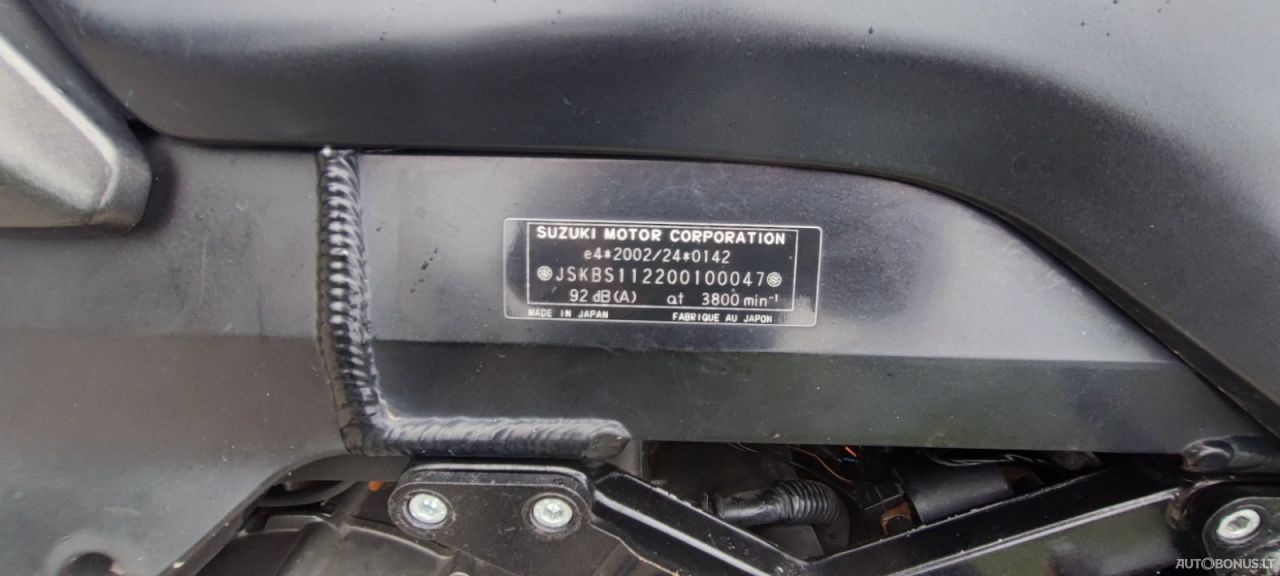 SUZUKI MOTOR CORPORATION
e4*2002/24*0142
JSKBS112200100047
92 dB(A) at 3800 min⁻¹
MADE IN JAPAN FABRIQUE AU JAPON
AUTOBONUS.LT